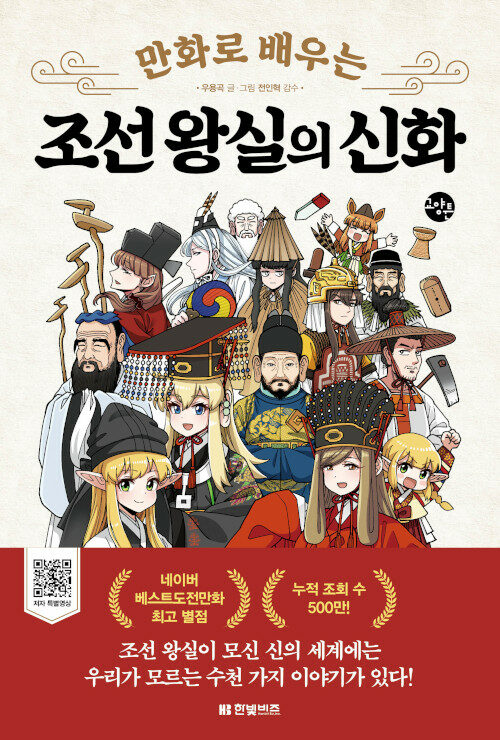 만화로 배우는
· 우용곡 글·그림 전인혁 감수 ·
조선 왕실의 신화
교양툰
저자 특별영상
네이버
베스트도전만화
최고 별점
누적 조회 수
500만!
조선 왕실이 모신 신의 세계에는
우리가 모르는 수천 가지 이야기가 있다!
HB 한빛비즈